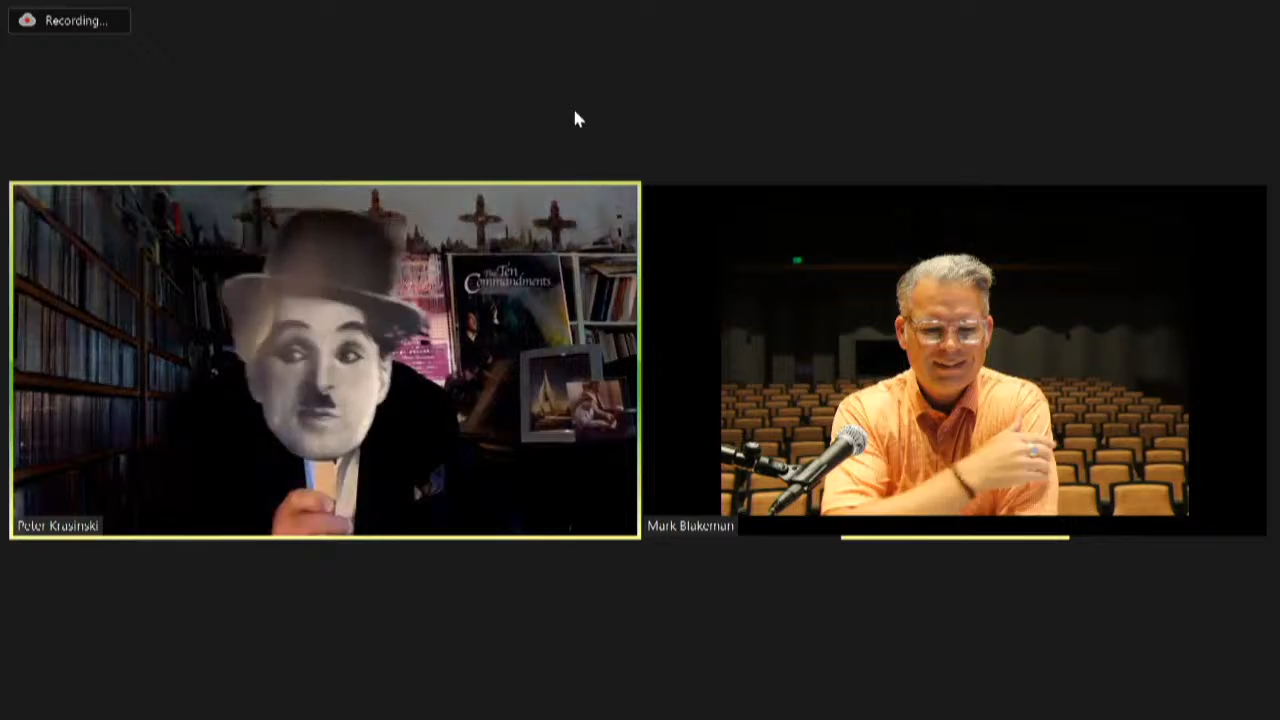 Recording...
The Ten
Commandments
Peter Krasinski
Mark Blakeman